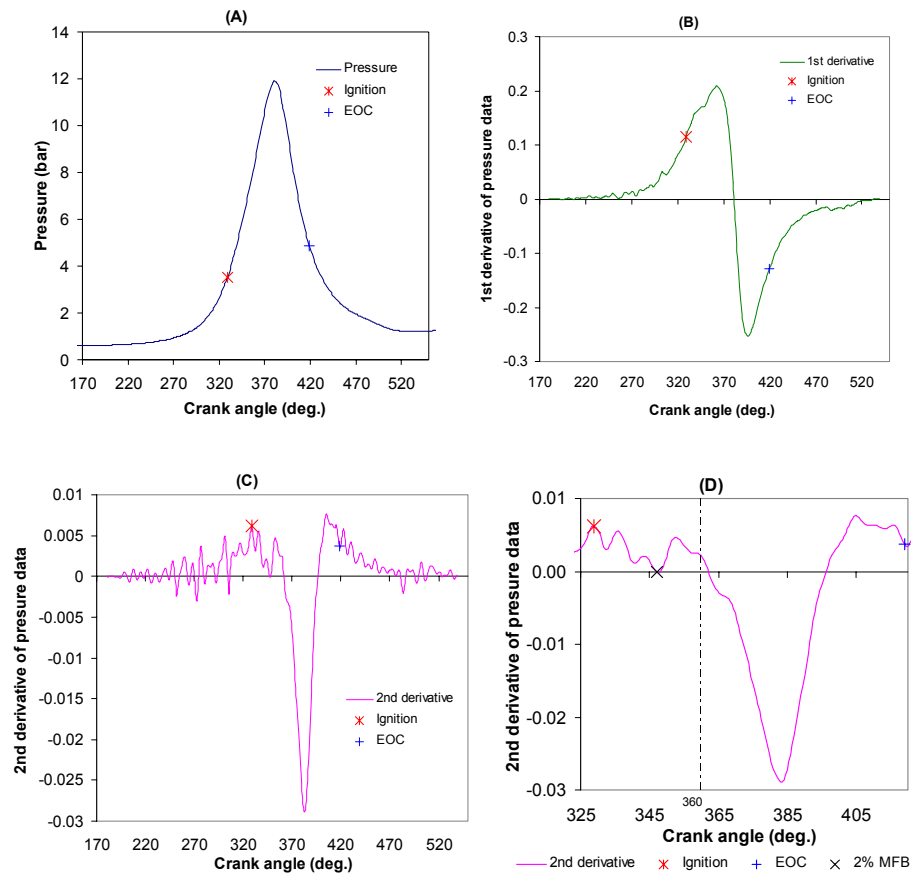 (A)
14
12
10
8
6
4
2
0
Pressure (bar)
Pressure
Ignition
EOC
170 220 270 320 370 420 470 520
Crank angle (deg.)
(B)
0.3
0.2
0.1
0
-0.1
-0.2
-0.3
1st derivative of pressure data
1st derivative
Ignition
EOC
170 220 270 320 370 420 470 520
Crank angle (deg.)
(C)
0.01
0.005
0
-0.005
-0.01
-0.015
-0.02
-0.025
-0.03
2nd derivative of pressure data
2nd derivative
Ignition
EOC
170 220 270 320 370 420 470 520
Crank angle (deg.)
(D)
0.01
0.00
-0.01
-0.02
-0.03
2nd derivative of presure data
360
325 345 365 385 405
Crank angle (deg.)
2nd derivative Ignition EOC 2% MFB